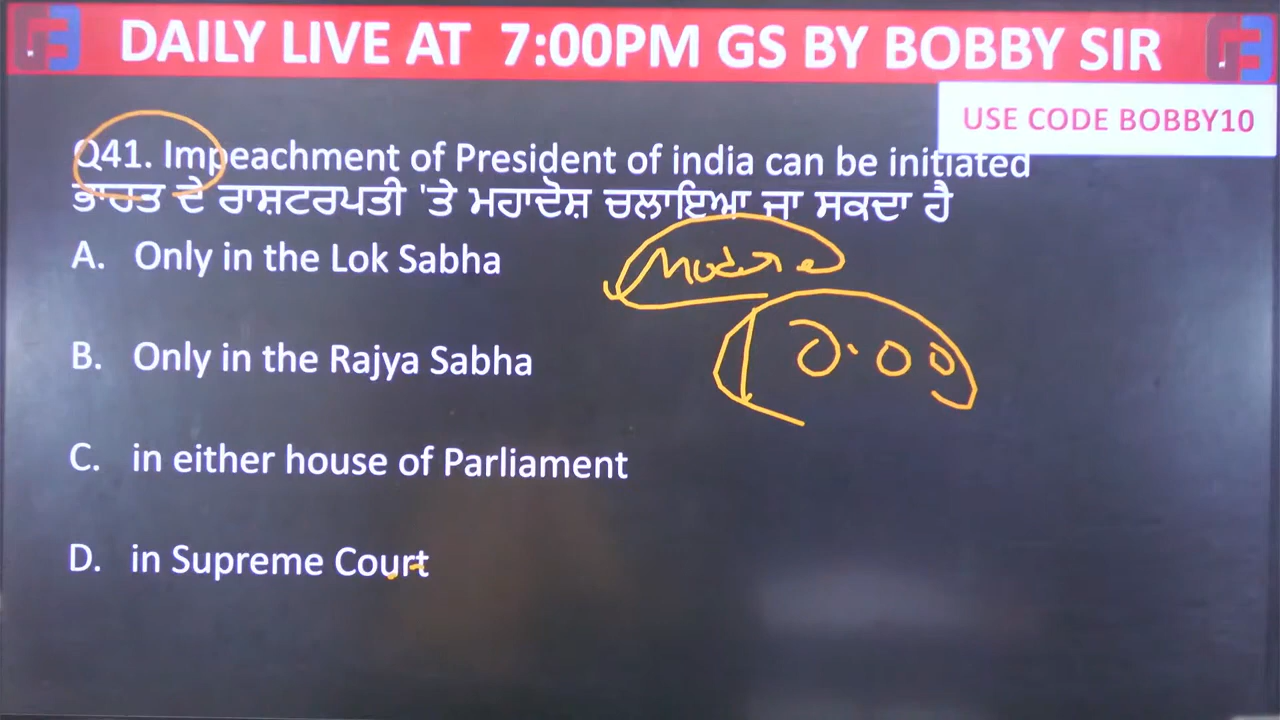 DAILY LIVE AT 7:00PM GS BY BOBBY SIR
USE CODE BOBBY10
Q41. Impeachment of President of india can be initiated
ਭਾਰਤ ਦੇ ਰਾਸ਼ਟਰਪਤੀ 'ਤੇ ਮਹਾਦੋਸ਼ ਚਲਾਇਆ ਜਾ ਸਕਦਾ ਹੈ
A. Only in the Lok Sabha
B. Only in the Rajya Sabha
C. in either house of Parliament
D. in Supreme Court